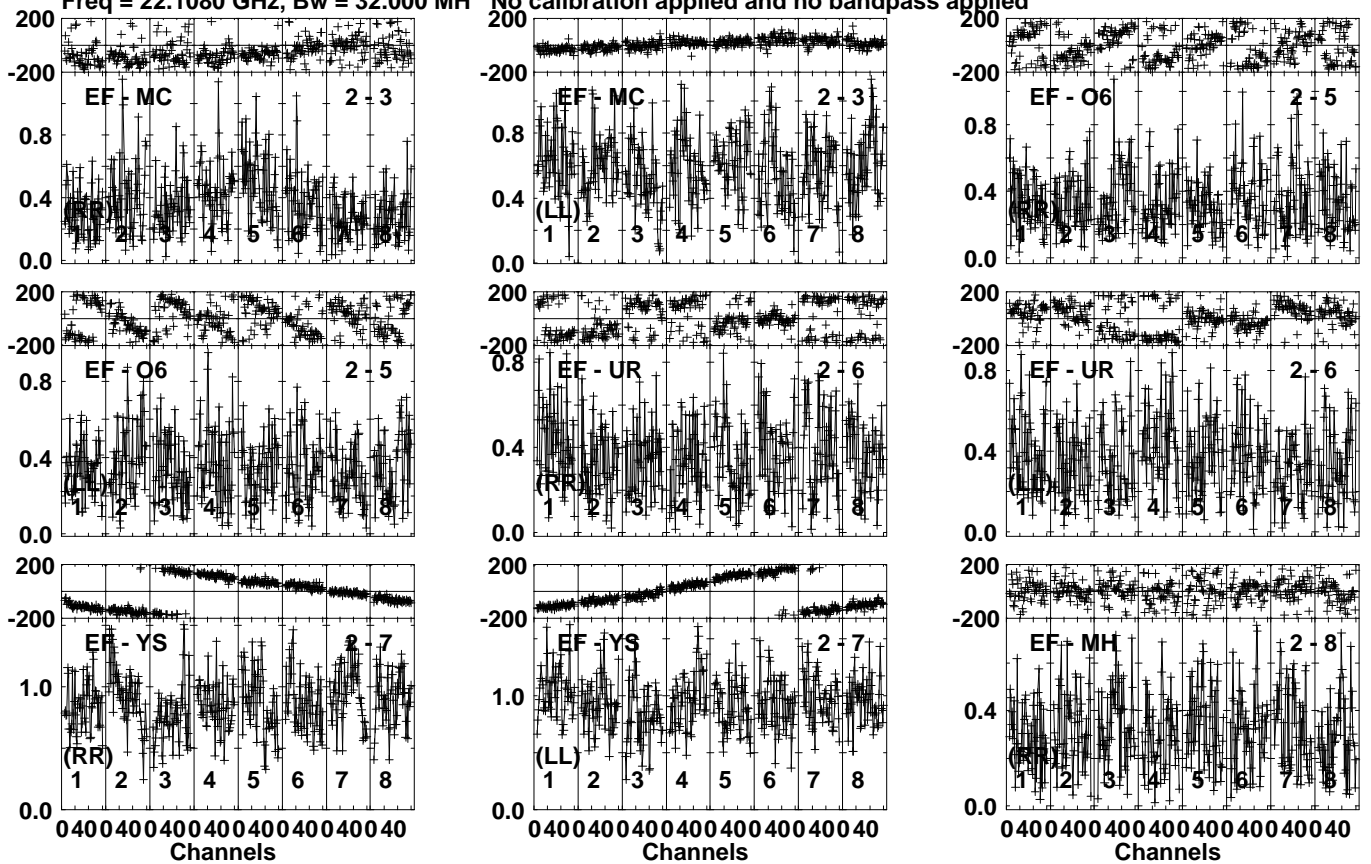 Freq = 22.1080 GHz, Bw = 32.000 MH No calibration applied and no bandpass applied
200
-200
EF - MC 2 - 3
0.8
0.4
(RR)
1 2 3 4 5 6 7 8
0.0
200
-200
EF - MC 2 - 3
0.8
0.4
(LL)
1 2 3 4 5 6 7 8
0.0
200
-200
EF - O6 2 - 5
0.8
0.4
(RR)
1 2 3 4 5 6 7 8
0.0
200
-200
EF - O6 2 - 5
0.8
0.4
(LL)
1 2 3 4 5 6 7 8
0.0
200
-200
EF - UR 2 - 6
0.8
0.4
(RR)
1 2 3 4 5 6 7 8
0.0
200
-200
EF - UR 2 - 6
0.8
0.4
(LL)
1 2 3 4 5 6 7 8
0.0
200
-200
EF - YS 2 - 7
1.0
(RR)
1 2 3 4 5 6 7 8
0.0
0 40 0 40 0 40 0 40 0 40 0 40 0 40 0 40
Channels
200
-200
EF - YS 2 - 7
1.0
(LL)
1 2 3 4 5 6 7 8
0.0
0 40 0 40 0 40 0 40 0 40 0 40 0 40 0 40
Channels
200
-200
EF - MH 2 - 8
0.4
(RR)
1 2 3 4 5 6 7 8
0.0
0 40 0 40 0 40 0 40 0 40 0 40 0 40 0 40
Channels